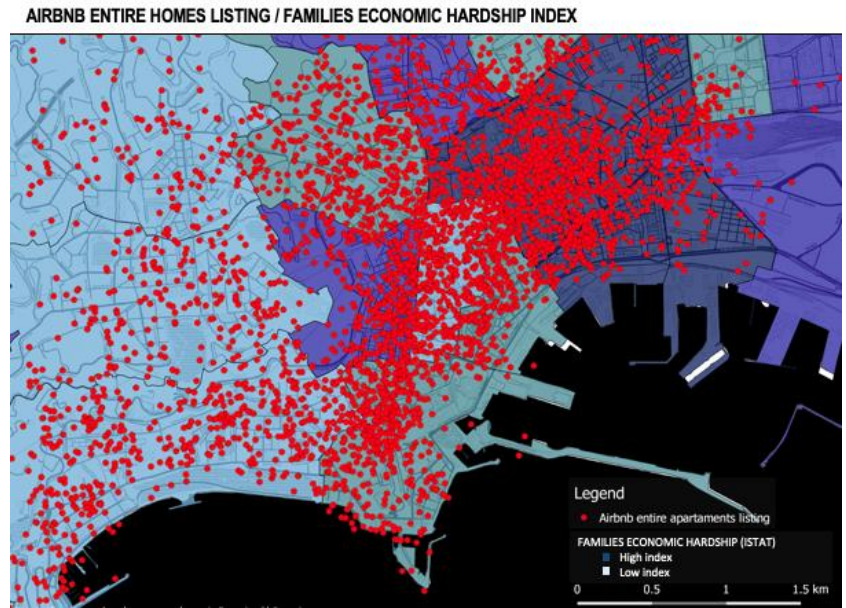 AIRBNB ENTIRE HOMES LISTING / FAMILIES ECONOMIC HARDSHIP INDEX
Legend
Airbnb entire apartaments listing
FAMILIES ECONOMIC HARDSHIP (ISTAT)
High index
Low index
0 0.5 1 1.5 km